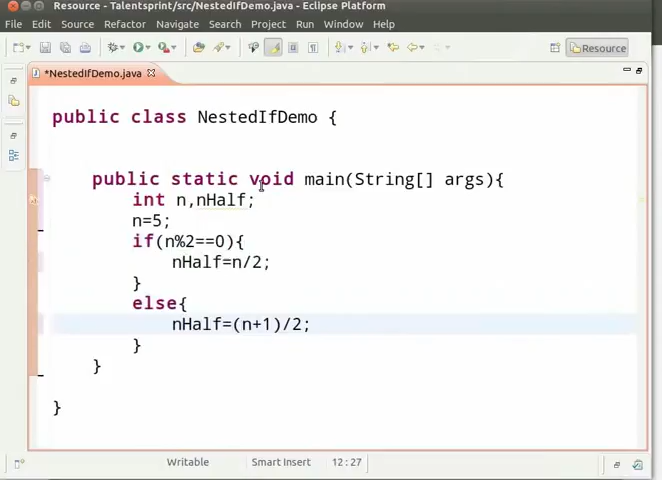 Resource - Talentsprint/src/NestedIfDemo.java - Eclipse Platform
File Edit Source Refactor Navigate Search Project Run Window Help
Resource
*NestedIfDemo.java
public class NestedIfDemo {
public static void main(String[] args){
int n,nHalf;
n=5;
if(n%2==0){
nHalf=n/2;
}
else{
nHalf=(n+1)/2;
}
}
}
Writable Smart Insert 12:27